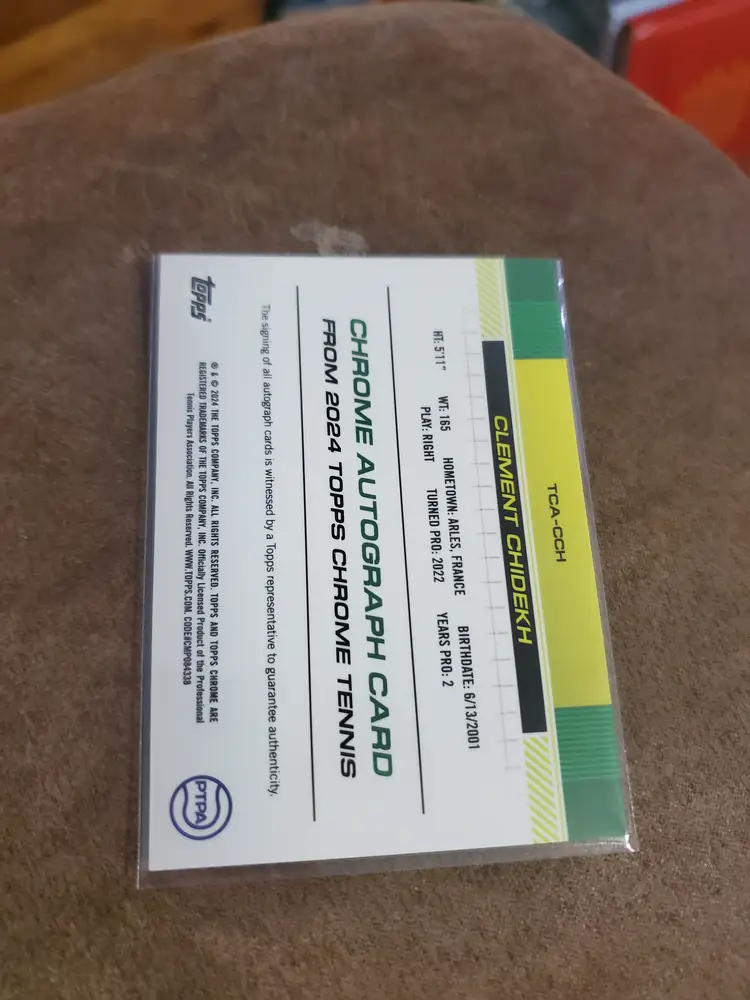 TCA-CCH
CLEMENT CHIDEKH
HT: 5'11" WT: 165 HOMETOWN: ARLES, FRANCE BIRTHDATE: 6/13/2001
PLAY: RIGHT TURNED PRO: 2022 YEARS PRO: 2
CHROME AUTOGRAPH CARD
FROM 2024 TOPPS CHROME TENNIS
The signing of all autograph cards is witnessed by a Topps representative to guarantee authenticity.
topps
® & © 2024 THE TOPPS COMPANY, INC. ALL RIGHTS RESERVED. TOPPS AND TOPPS CHROME ARE
REGISTERED TRADEMARKS OF THE TOPPS COMPANY, INC. Officially Licensed Product of the Professional
Tennis Players Association. All Rights Reserved. WWW.TOPPS.COM. CODE#CMP084338
PTPA